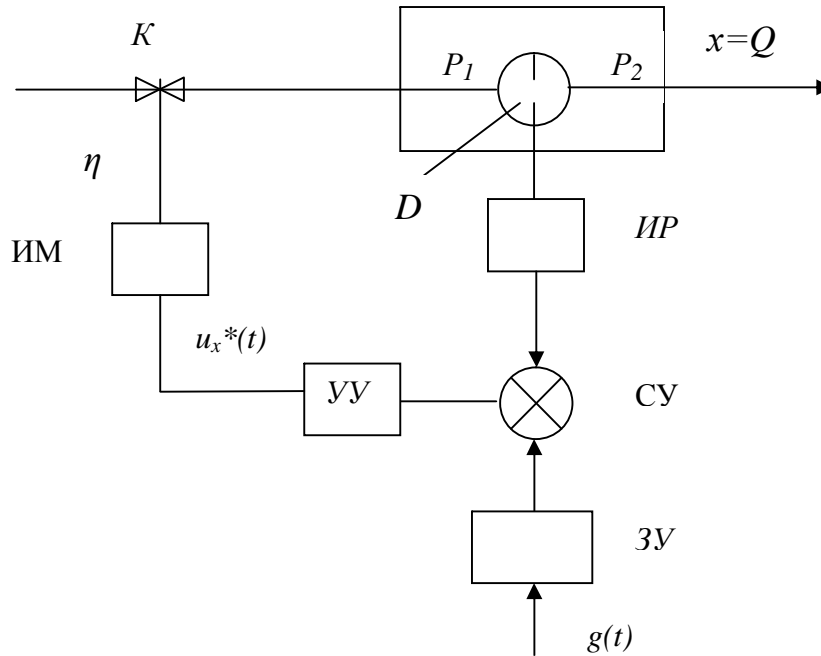 К
P1
P2
x=Q
η
D
ИМ
ИР
ux*(t)
УУ
СУ
ЗУ
g(t)